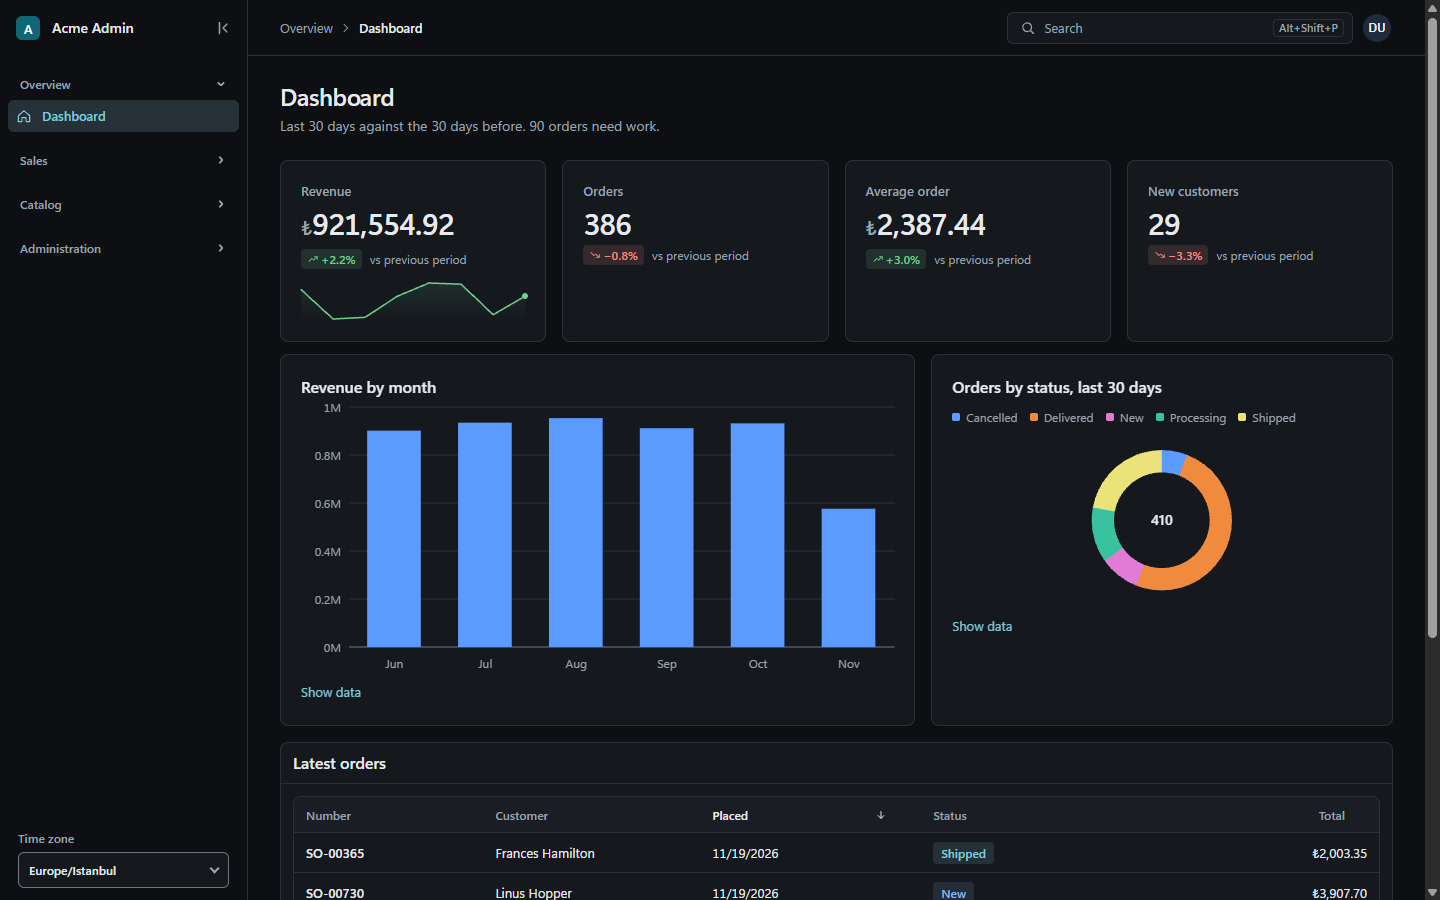 A
Acme Admin
Overview
Dashboard
Sales
Catalog
Administration
Time zone
Europe/Istanbul
Overview
Dashboard
Search
Alt+Shift+P
DU
Dashboard
Last 30 days against the 30 days before. 90 orders need work.
Revenue
₺921,554.92
+2.2% vs previous period
Orders
386
−0.8% vs previous period
Average order
₺2,387.44
+3.0% vs previous period
New customers
29
−3.3% vs previous period
Revenue by month
1M
0.8M
0.6M
0.4M
0.2M
0M
Jun Jul Aug Sep Oct Nov
Show data
Orders by status, last 30 days
Cancelled Delivered New Processing Shipped
410
Show data
Latest orders
Number Customer Placed Status Total
SO-00365 Frances Hamilton 11/19/2026 Shipped ₺2,003.35
SO-00730 Linus Hopper 11/19/2026 New ₺3,907.70